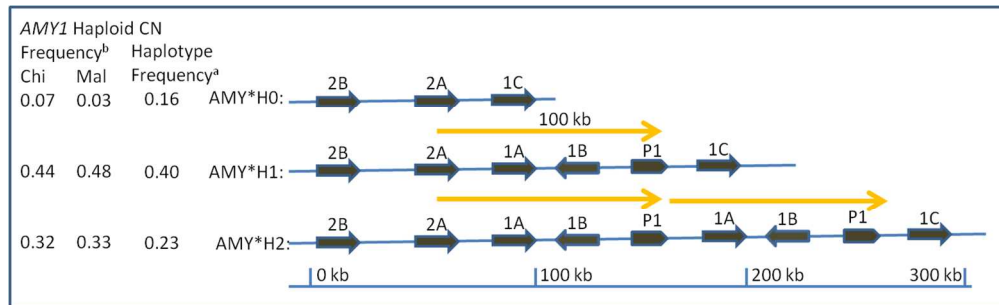 AMY1 Haploid CN
Frequencyᵇ Haplotype
Chi Mal Frequencyᵃ
2B 2A 1C
0.07 0.03 0.16 AMY*H0:
100 kb
2B 2A 1A 1B P1 1C
0.44 0.48 0.40 AMY*H1:
2B 2A 1A 1B P1 1A 1B P1 1C
0.32 0.33 0.23 AMY*H2:
0 kb 100 kb 200 kb 300 kb